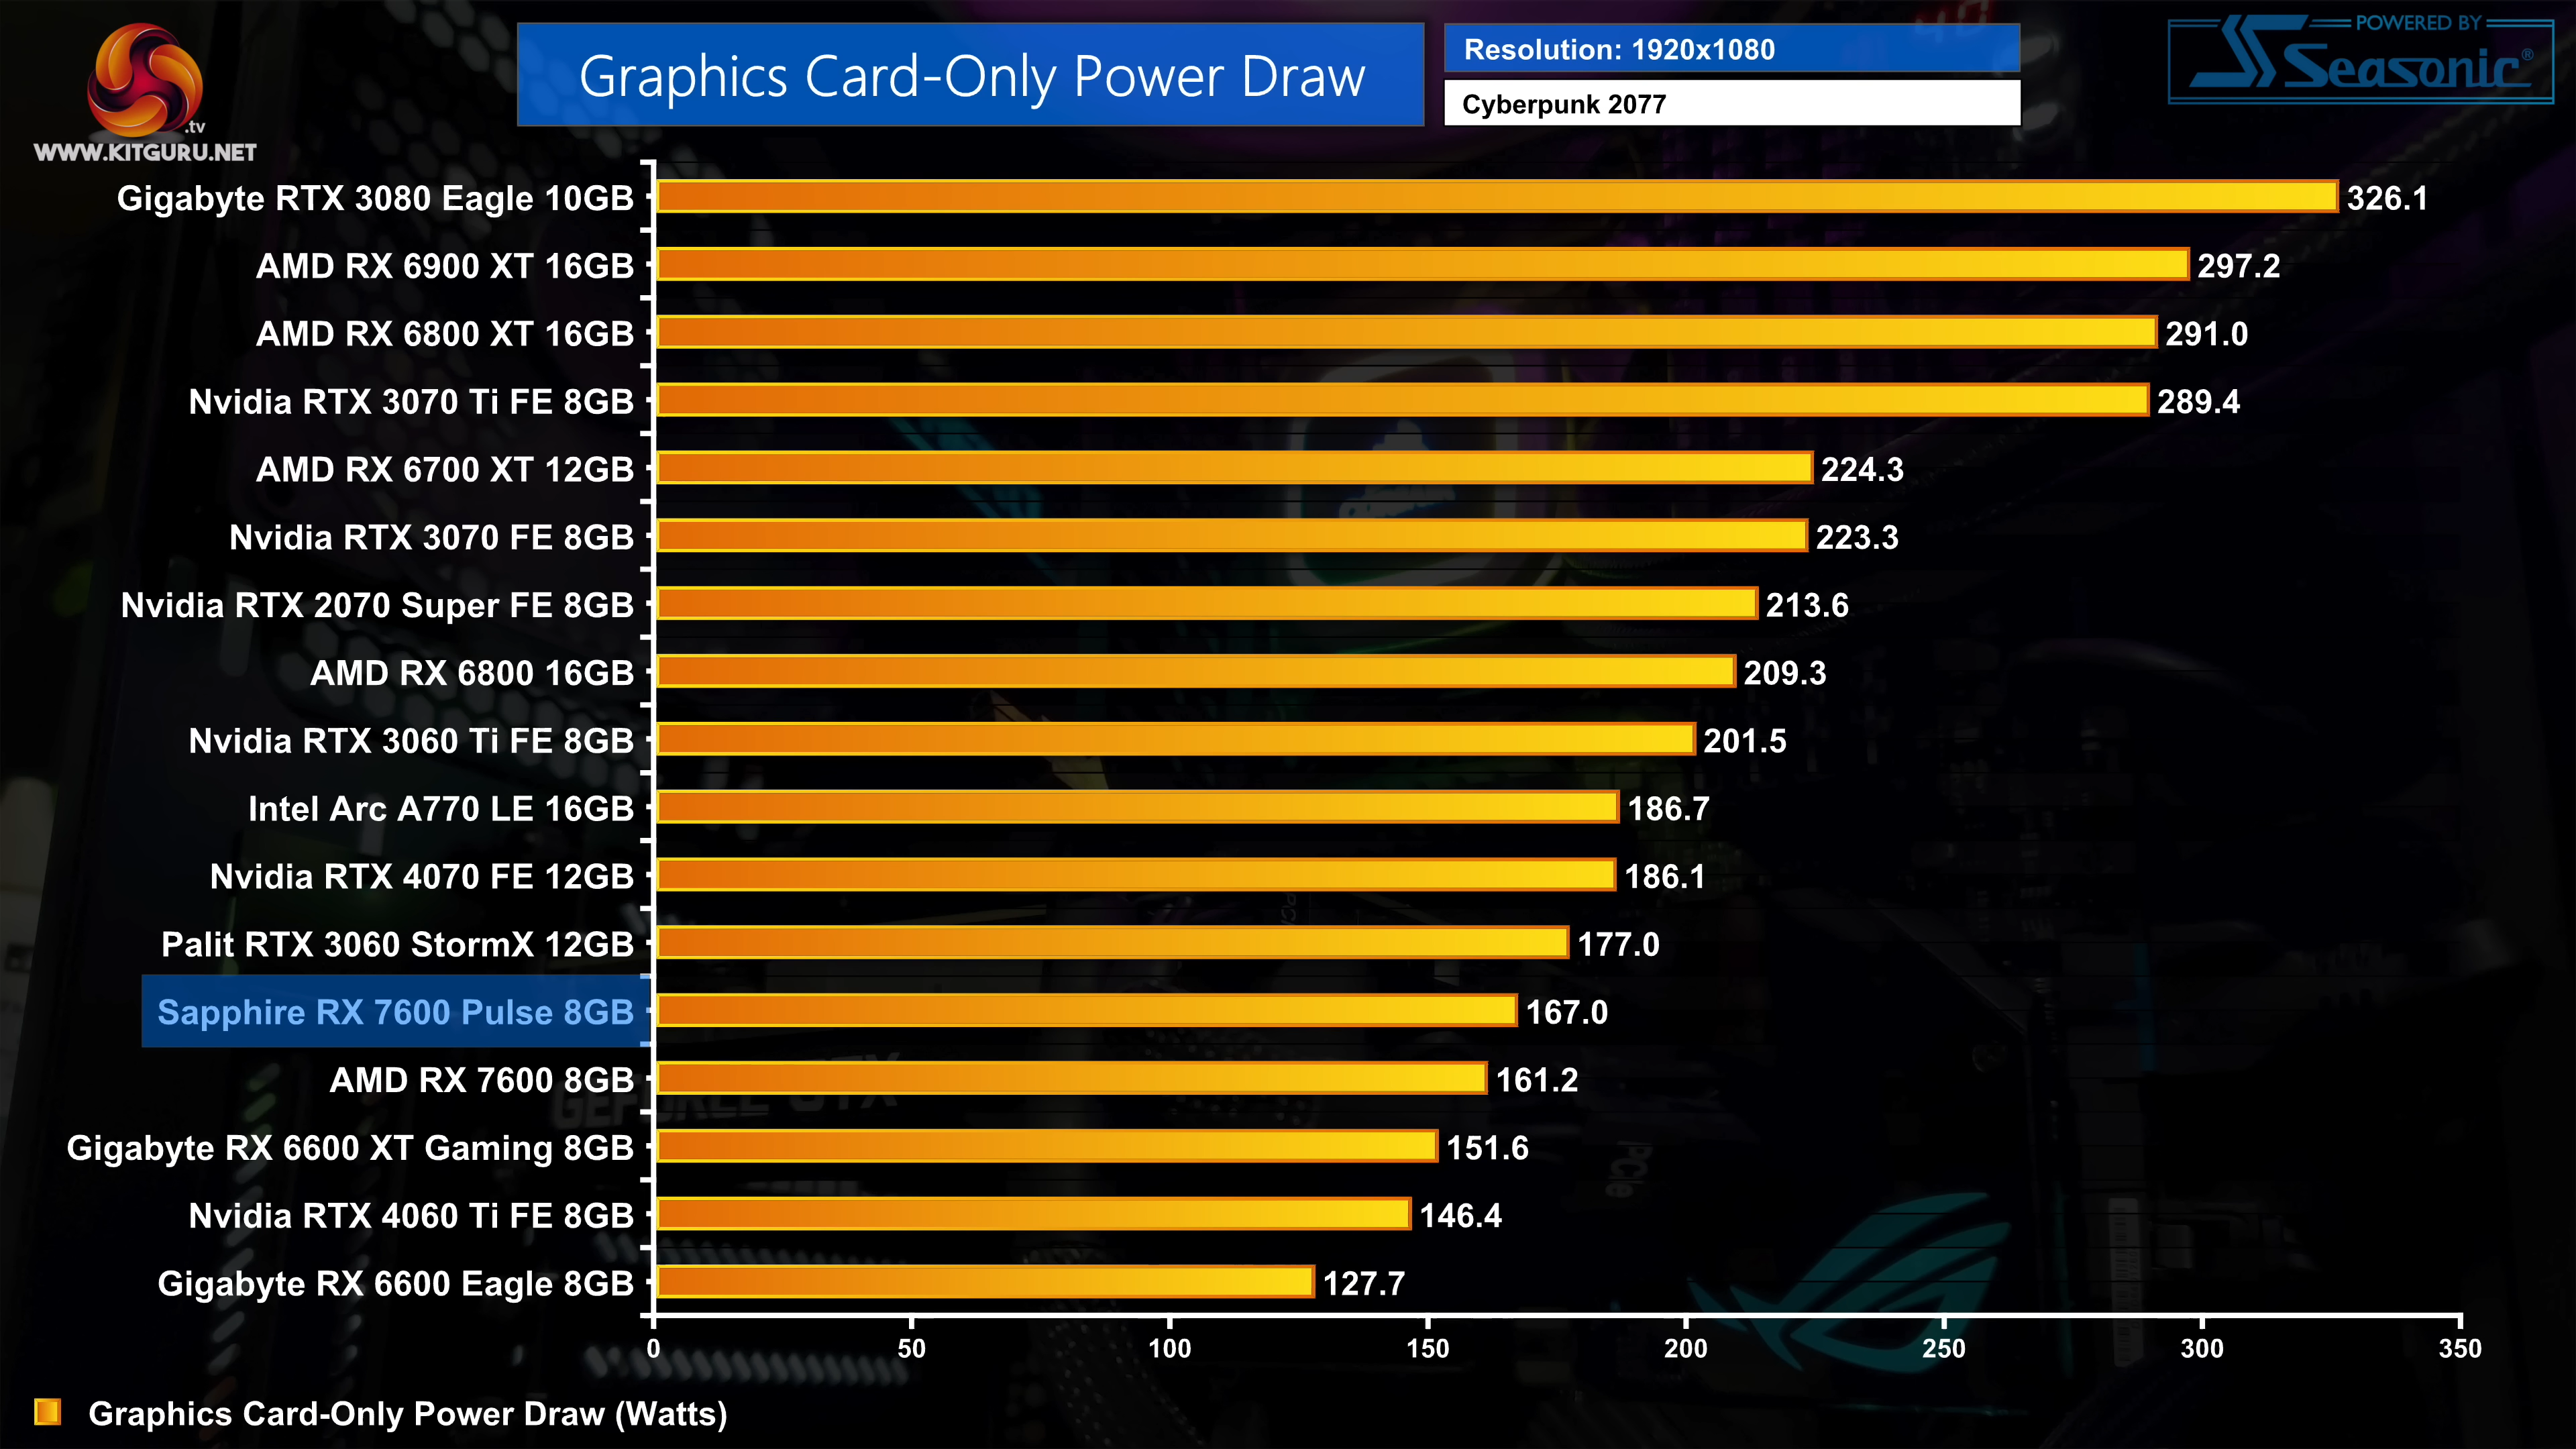 .tv
WWW.KITGURU.NET
Graphics Card-Only Power Draw
Resolution: 1920x1080
Cyberpunk 2077
POWERED BY
Seasonic®
Gigabyte RTX 3080 Eagle 10GB 326.1
AMD RX 6900 XT 16GB 297.2
AMD RX 6800 XT 16GB 291.0
Nvidia RTX 3070 Ti FE 8GB 289.4
AMD RX 6700 XT 12GB 224.3
Nvidia RTX 3070 FE 8GB 223.3
Nvidia RTX 2070 Super FE 8GB 213.6
AMD RX 6800 16GB 209.3
Nvidia RTX 3060 Ti FE 8GB 201.5
Intel Arc A770 LE 16GB 186.7
Nvidia RTX 4070 FE 12GB 186.1
Palit RTX 3060 StormX 12GB 177.0
Sapphire RX 7600 Pulse 8GB 167.0
AMD RX 7600 8GB 161.2
GEFORCE GTX
Gigabyte RX 6600 XT Gaming 8GB 151.6
PCIe
Nvidia RTX 4060 Ti FE 8GB 146.4
Gigabyte RX 6600 Eagle 8GB 127.7
0 50 100 150 200 250 300 350
Graphics Card-Only Power Draw (Watts)